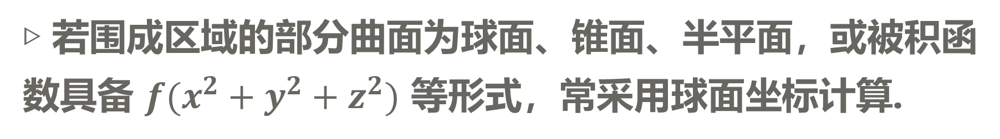 ▷ 若围成区域的部分曲面为球面、锥面、半平面，或被积函
数具备 f(x² + y² + z²) 等形式，常采用球面坐标计算.